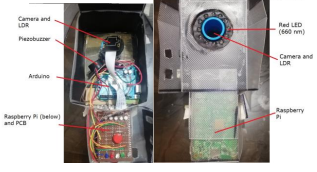 Camera and
LDR
Piezobuzzer
Arduino
Raspberry Pi (below)
and PCB
Red LED
(660 nm)
Camera and
LDR
Raspberry
Pi